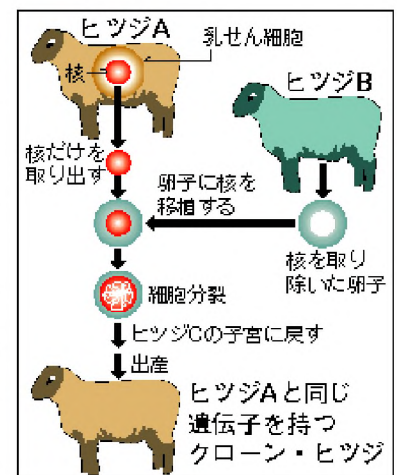 ヒツジA
乳せん細胞
核
ヒツジB
核だけを
取り出す
卵子に核を
移植する
核を取り
除いた卵子
細胞分裂
ヒツジCの子宮に戻す
出産
ヒツジAと同じ
遺伝子を持つ
クローン・ヒツジ